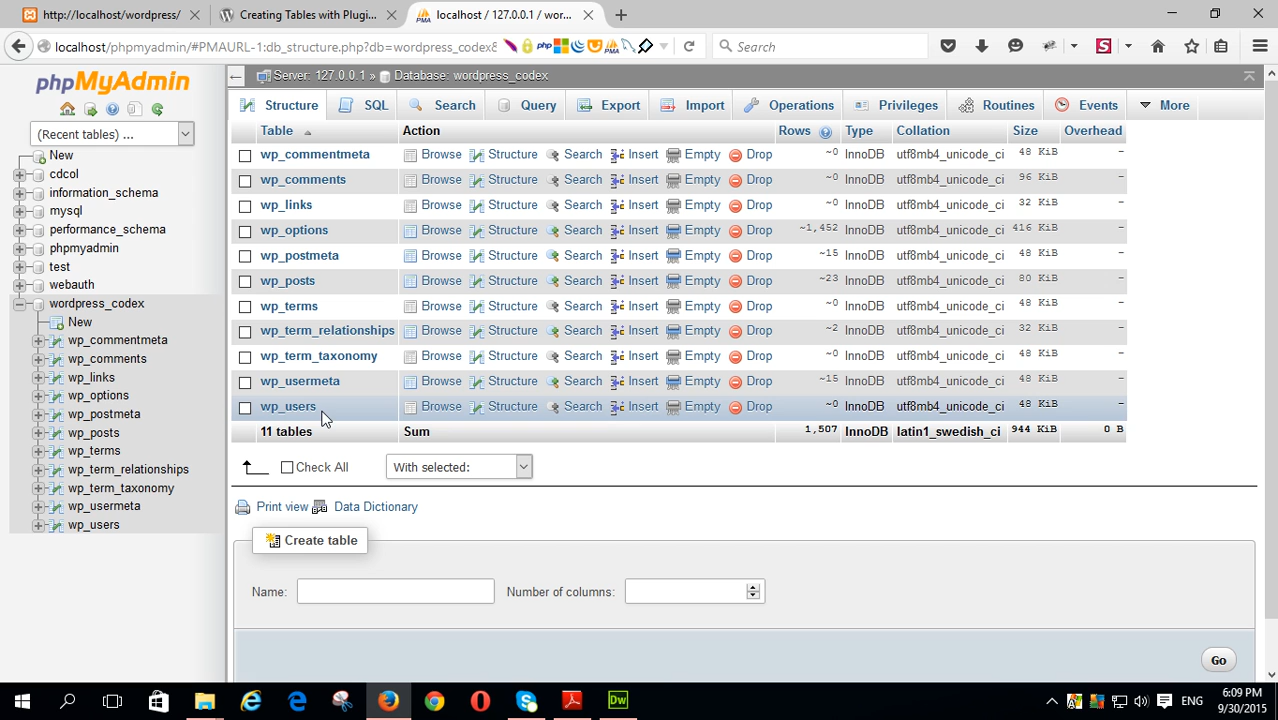 http://localhost/wordpress/
Creating Tables with Plugi...
localhost / 127.0.0.1 / wor...
localhost/phpmyadmin/#PMAURL-1:db_structure.php?db=wordpress_codex&
php
Search
phpMyAdmin
Server: 127.0.0.1 » Database: wordpress_codex
Structure SQL Search Query Export Import Operations Privileges Routines Events More
(Recent tables) ...
New
cdcol
information_schema
mysql
performance_schema
phpmyadmin
test
webauth
wordpress_codex
New
wp_commentmeta
wp_comments
wp_links
wp_options
wp_postmeta
wp_posts
wp_terms
wp_term_relationships
wp_term_taxonomy
wp_usermeta
wp_users
Table Action Rows Type Collation Size Overhead
wp_commentmeta Browse Structure Search Insert Empty Drop ~0 InnoDB utf8mb4_unicode_ci 48 KiB -
wp_comments Browse Structure Search Insert Empty Drop ~0 InnoDB utf8mb4_unicode_ci 96 KiB -
wp_links Browse Structure Search Insert Empty Drop ~0 InnoDB utf8mb4_unicode_ci 32 KiB -
wp_options Browse Structure Search Insert Empty Drop ~1,452 InnoDB utf8mb4_unicode_ci 416 KiB -
wp_postmeta Browse Structure Search Insert Empty Drop ~15 InnoDB utf8mb4_unicode_ci 48 KiB -
wp_posts Browse Structure Search Insert Empty Drop ~23 InnoDB utf8mb4_unicode_ci 80 KiB -
wp_terms Browse Structure Search Insert Empty Drop ~0 InnoDB utf8mb4_unicode_ci 48 KiB -
wp_term_relationships Browse Structure Search Insert Empty Drop ~2 InnoDB utf8mb4_unicode_ci 32 KiB -
wp_term_taxonomy Browse Structure Search Insert Empty Drop ~0 InnoDB utf8mb4_unicode_ci 48 KiB -
wp_usermeta Browse Structure Search Insert Empty Drop ~15 InnoDB utf8mb4_unicode_ci 48 KiB -
wp_users Browse Structure Search Insert Empty Drop ~0 InnoDB utf8mb4_unicode_ci 48 KiB -
11 tables Sum 1,507 InnoDB latin1_swedish_ci 944 KiB 0 B
Check All With selected:
Print view Data Dictionary
Create table
Name: Number of columns:
Go
ENG
6:09 PM
9/30/2015